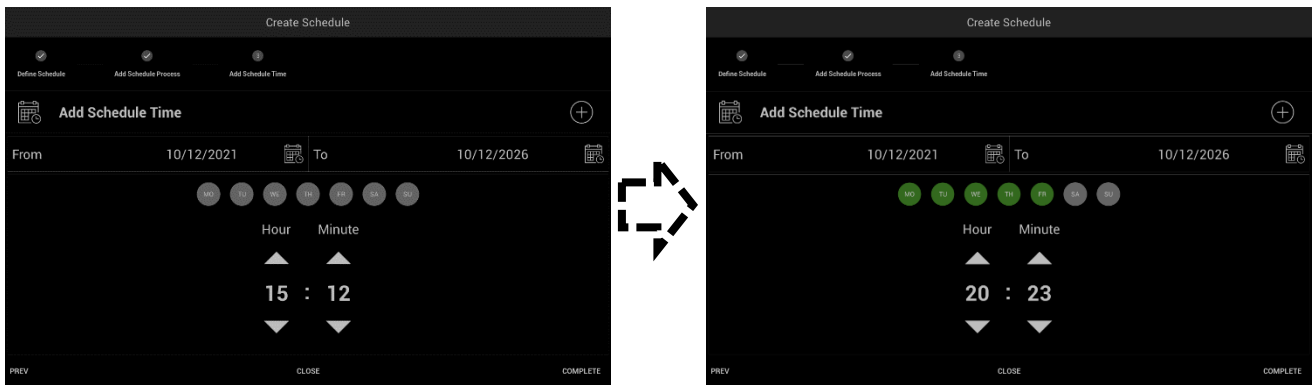 Create Schedule
3
Define Schedule Add Schedule Process Add Schedule Time
Add Schedule Time
From 10/12/2021 To 10/12/2026
MO TU WE TH FR SA SU
Hour Minute
15 : 12
PREV CLOSE COMPLETE
Create Schedule
3
Define Schedule Add Schedule Process Add Schedule Time
Add Schedule Time
From 10/12/2021 To 10/12/2026
MO TU WE TH FR SA SU
Hour Minute
20 : 23
PREV CLOSE COMPLETE